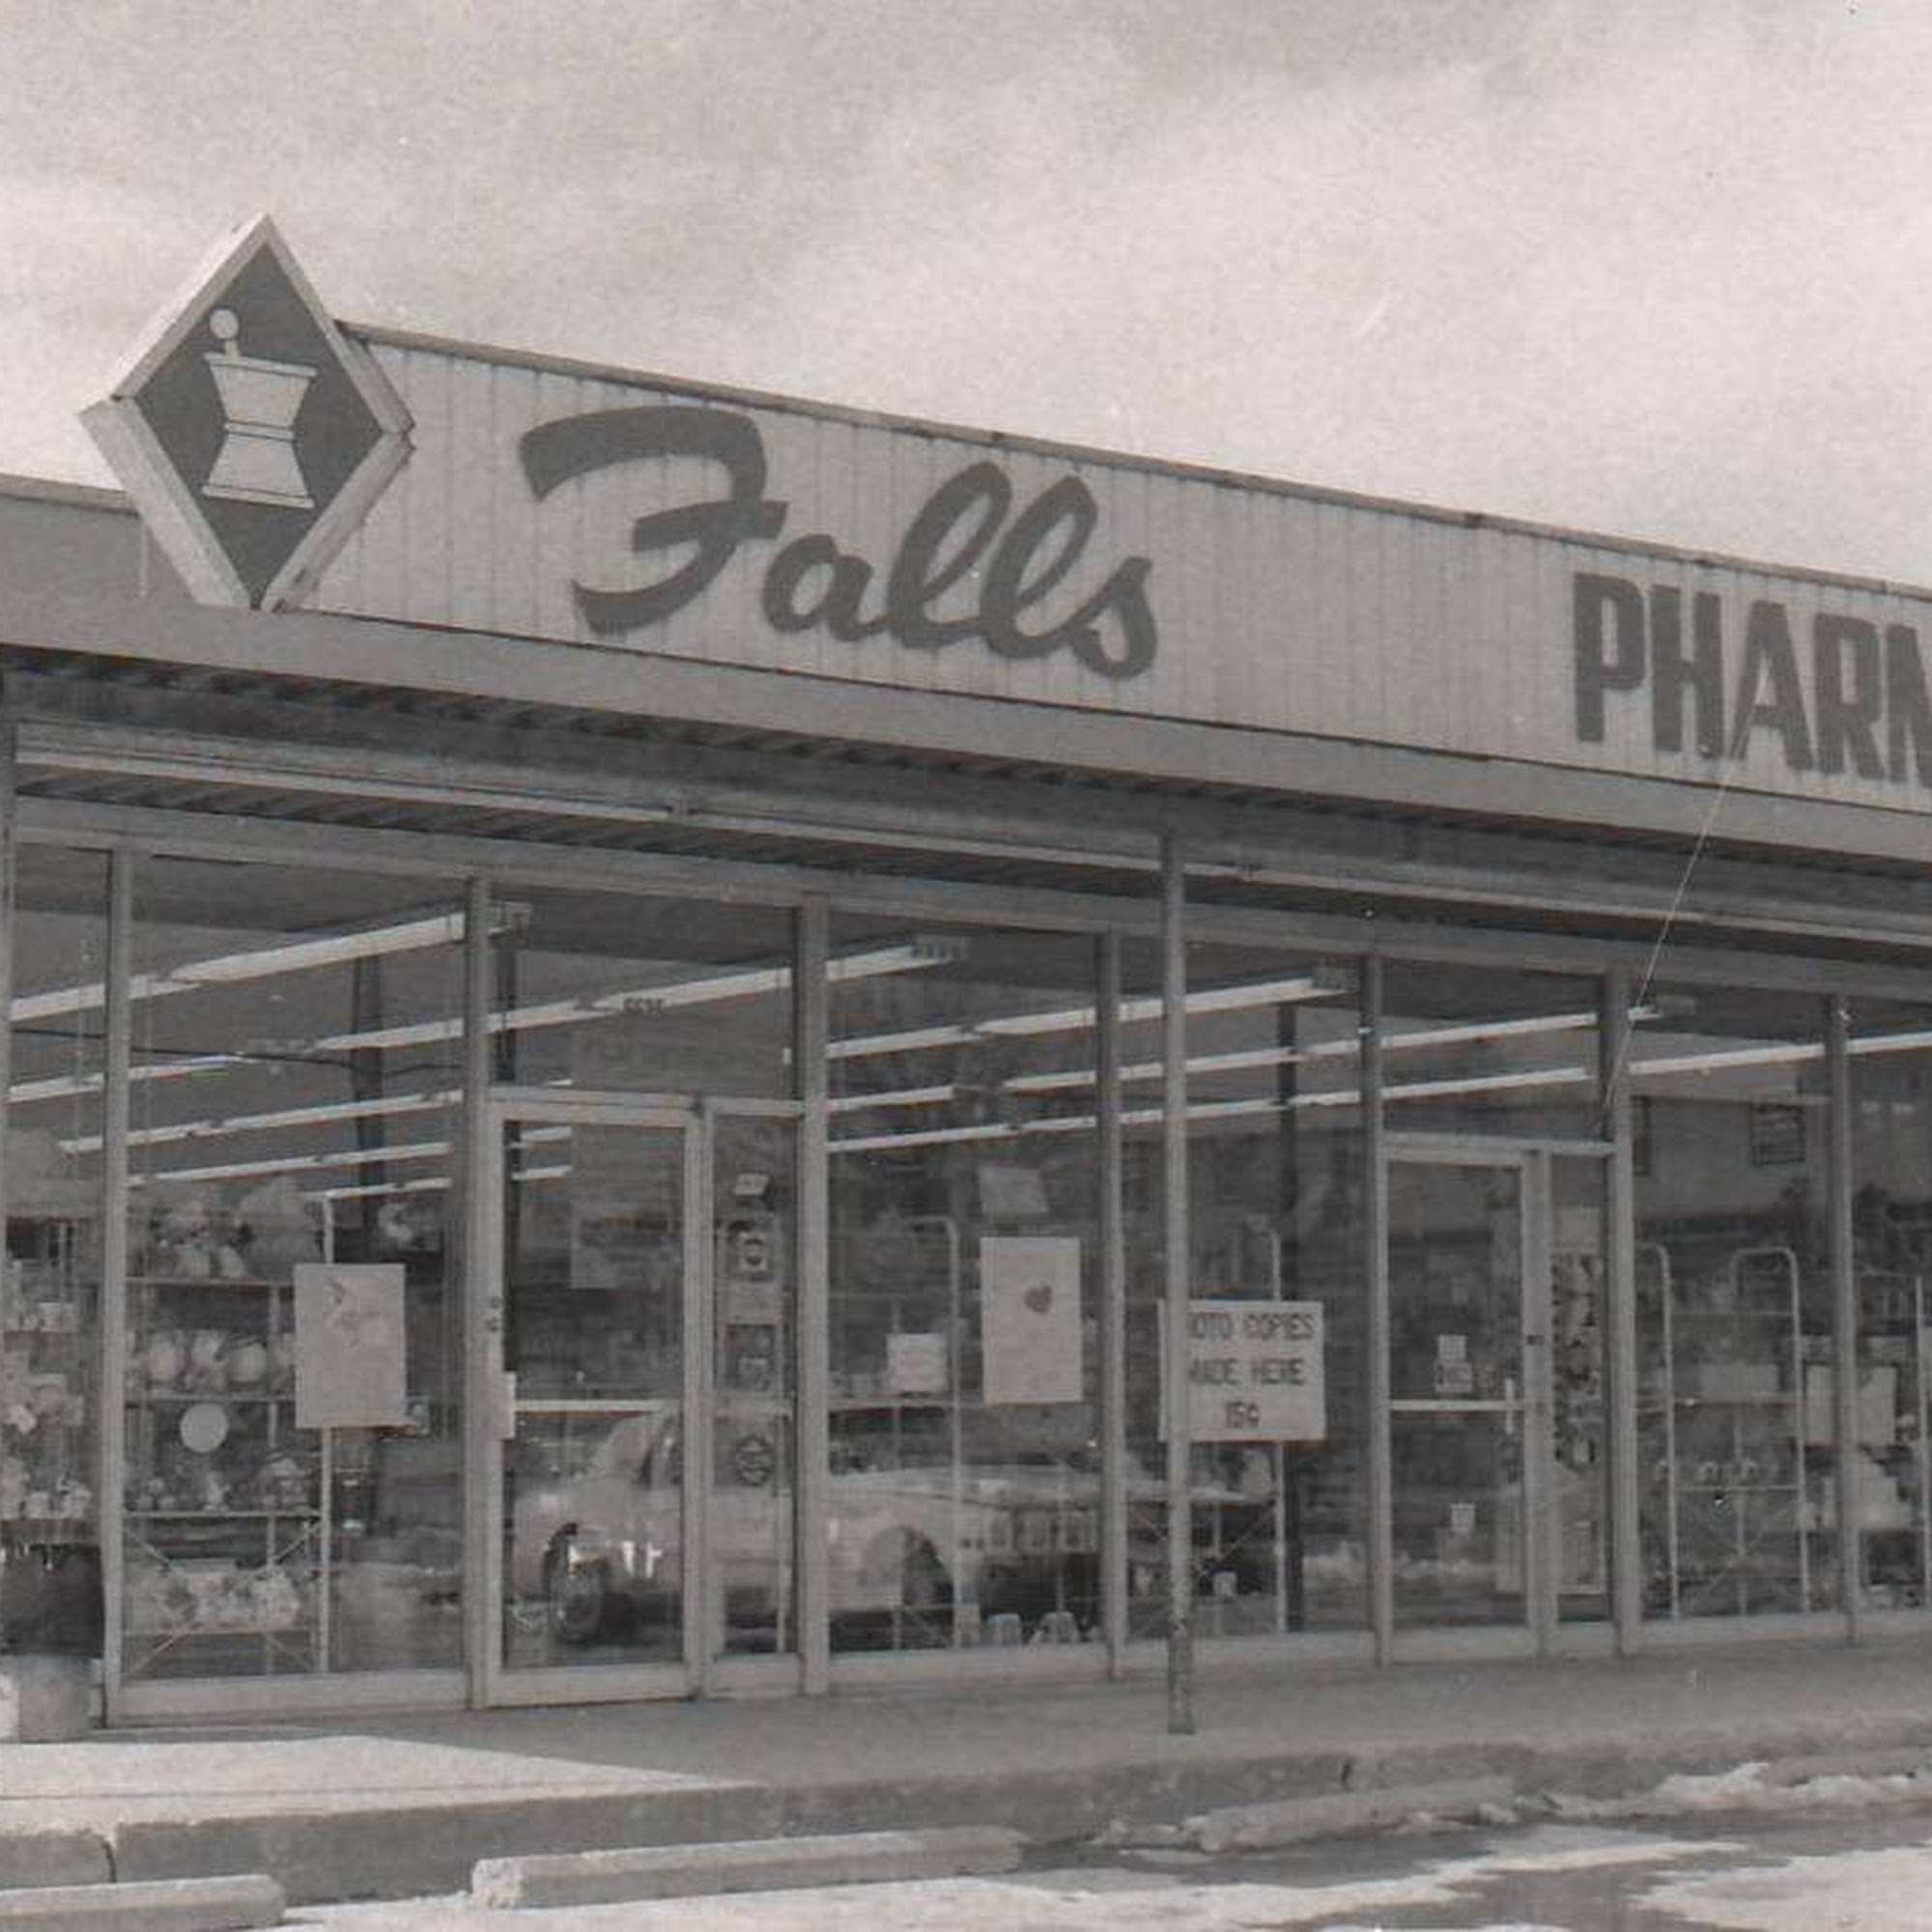 Falls
PHARM
OTO COPIES
MADE HERE
15¢